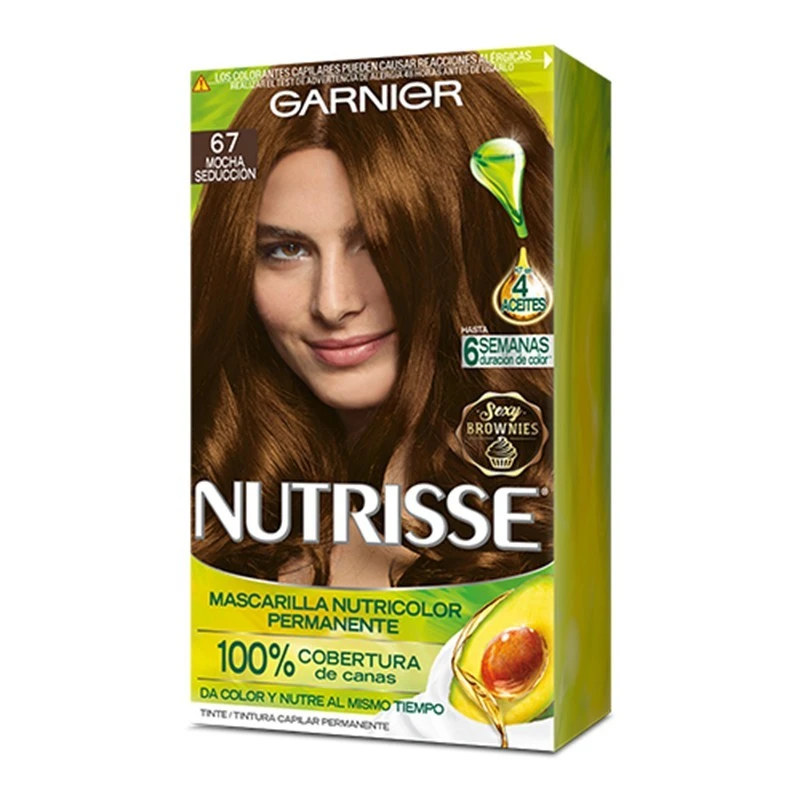 LOS COLORANTES CAPILARES PUEDEN CAUSAR REACCIONES ALÉRGICAS
REALIZAR EL TEST DE ADVERTENCIA DE ALERGIA 48 HORAS ANTES DE USARLO
GARNIER
67
MOCHA
SEDUCCIÓN
4
ACEITES
HASTA
6 SEMANAS
duración de color*
Sexy
BROWNIES
NUTRISSE®
MASCARILLA NUTRICOLOR
PERMANENTE
100% COBERTURA
de canas
DA COLOR Y NUTRE AL MISMO TIEMPO
TINTE / TINTURA CAPILAR PERMANENTE